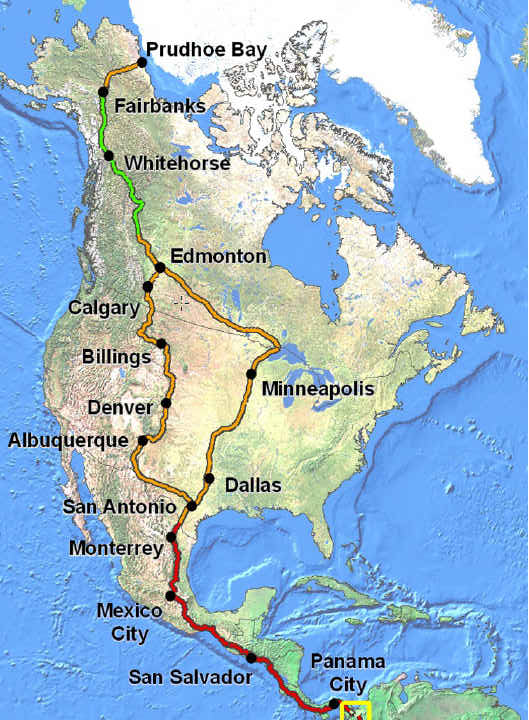 Prudhoe Bay
Fairbanks
Whitehorse
Edmonton
Calgary
Billings
Minneapolis
Denver
Albuquerque
Dallas
San Antonio
Monterrey
Mexico
City
San Salvador
Panama
City